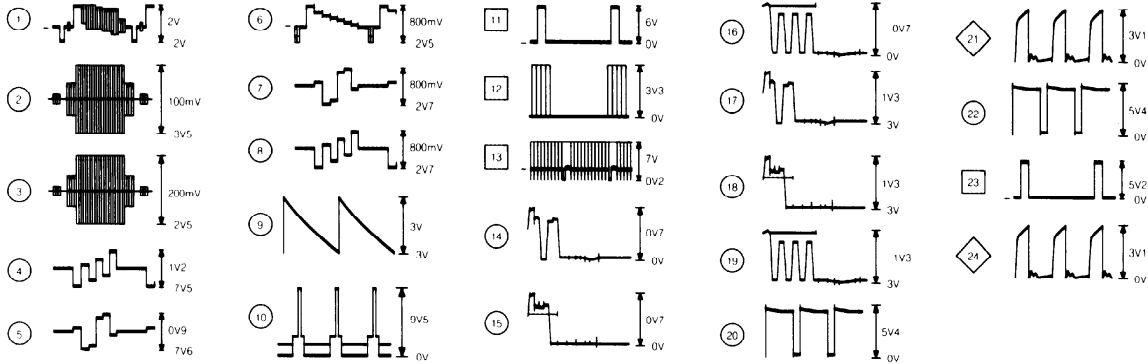 1 2V 2V
2 100mV 3V5
3 200mV 2V5
4 1V2 7V5
5 0V9 7V6
6 800mV 2V5
7 800mV 2V7
8 800mV 2V7
9 3V 3V
10 9V5 0V
11 6V 0V
12 3V3 0V
13 7V 0V2
14 0V7 0V
15 0V7 0V
16 0V7 0V
17 1V3 3V
18 1V3 3V
19 1V3 3V
20 5V4 0V
21 3V1 0V
22 5V4 0V
23 5V2 0V
24 3V1 0V